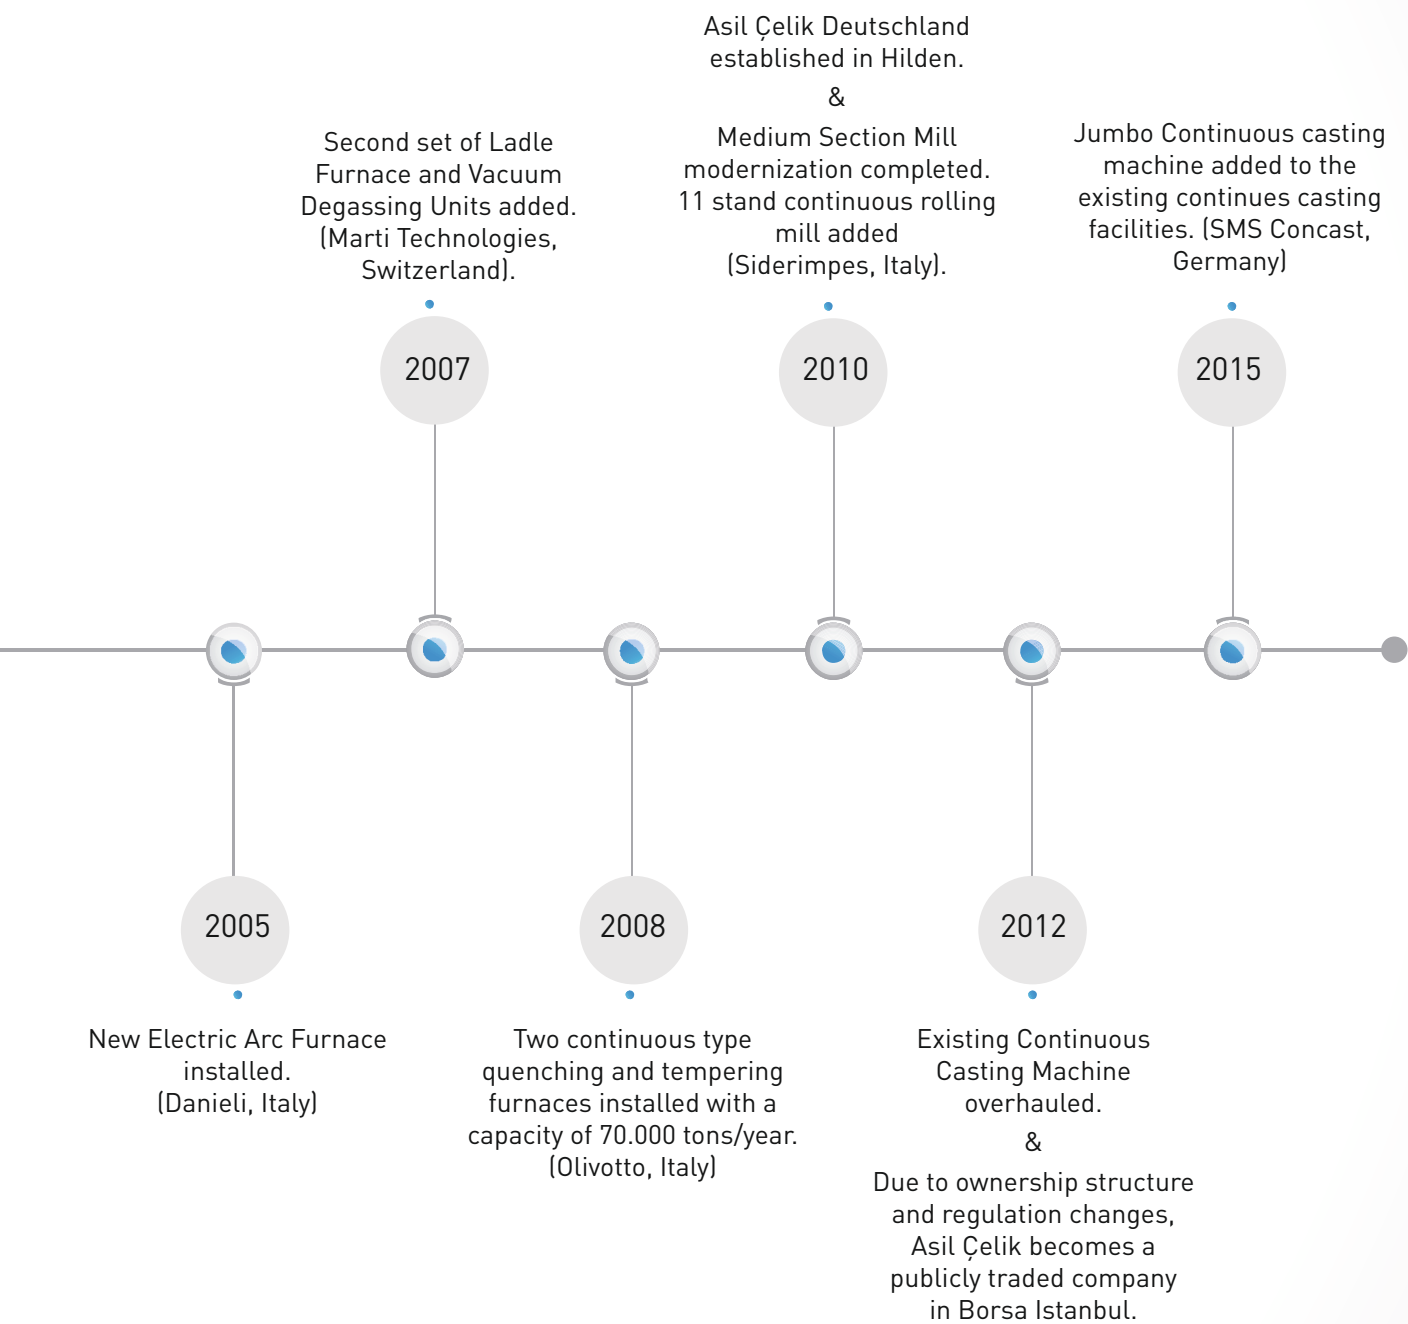 Asil Çelik Deutschland
established in Hilden.
&
Medium Section Mill
modernization completed.
11 stand continuous rolling
mill added
(Siderimpes, Italy).
2010
Second set of Ladle
Furnace and Vacuum
Degassing Units added.
(Marti Technologies,
Switzerland).
2007
Jumbo Continuous casting
machine added to the
existing continues casting
facilities. (SMS Concast,
Germany)
2015
2005
New Electric Arc Furnace
installed.
(Danieli, Italy)
2008
Two continuous type
quenching and tempering
furnaces installed with a
capacity of 70.000 tons/year.
(Olivotto, Italy)
2012
Existing Continuous
Casting Machine
overhauled.
&
Due to ownership structure
and regulation changes,
Asil Çelik becomes a
publicly traded company
in Borsa Istanbul.